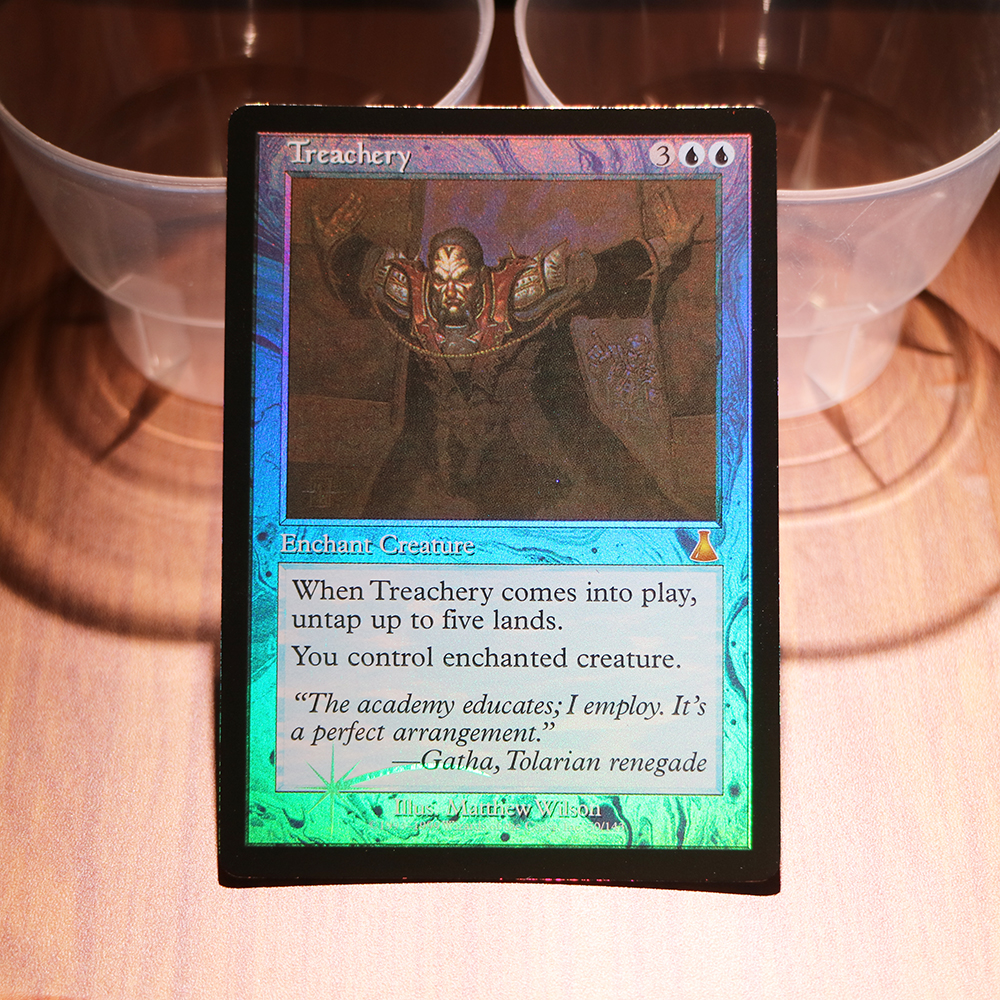 Treachery 3
Enchant Creature
When Treachery comes into play,
untap up to five lands.
You control enchanted creature.
“The academy educates; I employ. It’s
a perfect arrangement.”
—Gatha, Tolarian renegade
Illus. Matthew Wilson